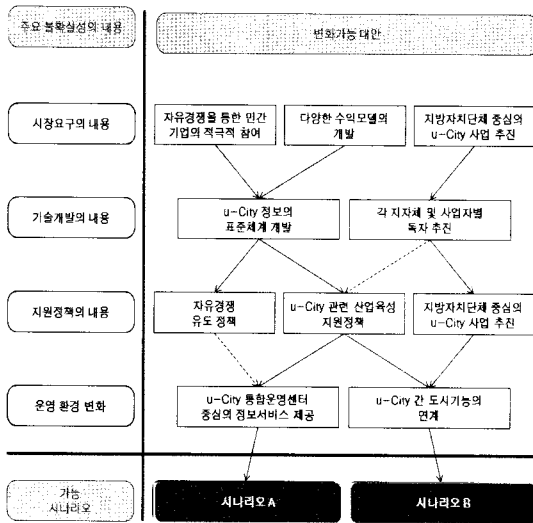 주요 불확실성의 내용
변화가능 대안
시장요구의 내용
자유경쟁을 통한 민간
기업의 적극적 참여
다양한 수익모델의
개발
지방자치단체 중심의
u-City 사업 추진
기술개발의 내용
u-City 정보의
표준체계 개발
각 지자체 및 사업자별
독자 추진
지원정책의 내용
자유경쟁
유도 정책
u-City 관련 산업육성
지원정책
지방자치단체 중심의
u-City 사업 추진
운영 환경 변화
u-City 통합운영센터
중심의 정보서비스 제공
u-City 간 도시기능의
연계
가능
시나리오
시나리오 A
시나리오 B